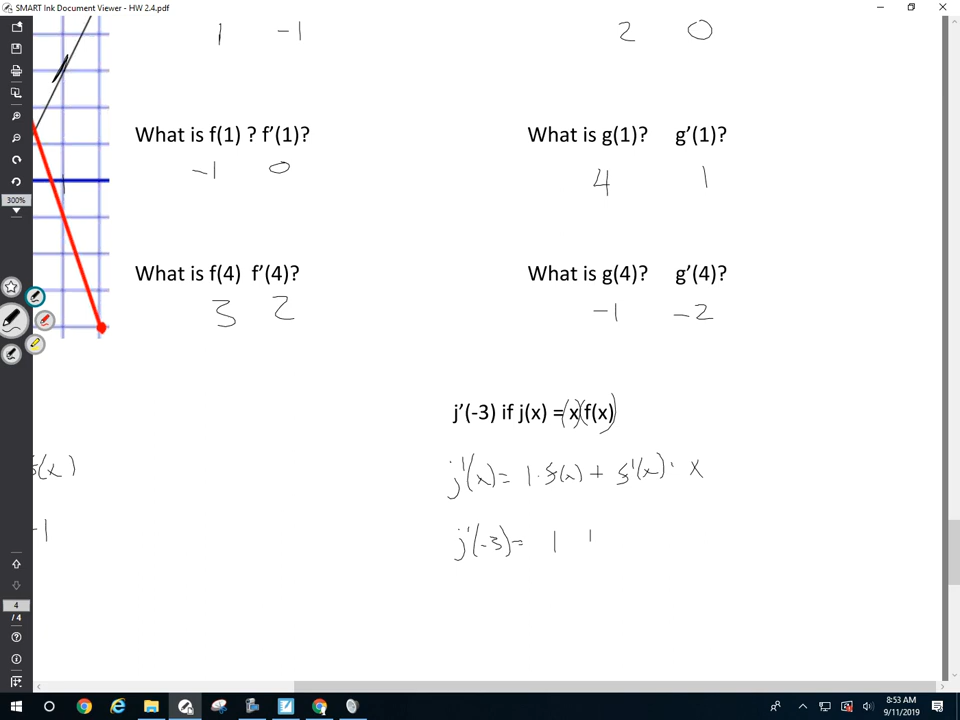 SMART Ink Document Viewer - HW 2.4.pdf
1 -1
2 0
What is f(1) ? f'(1)?
-1 0
What is g(1)? g'(1)?
4 1
300%
What is f(4) f'(4)?
3 2
What is g(4)? g'(4)?
-1 -2
j'(-3) if j(x) = (x)(f(x))
f(x)
j'(x) = 1·f(x) + f'(x)· x
-1
j'(-3) = 1 1
4
/ 4
8:53 AM
9/11/2019